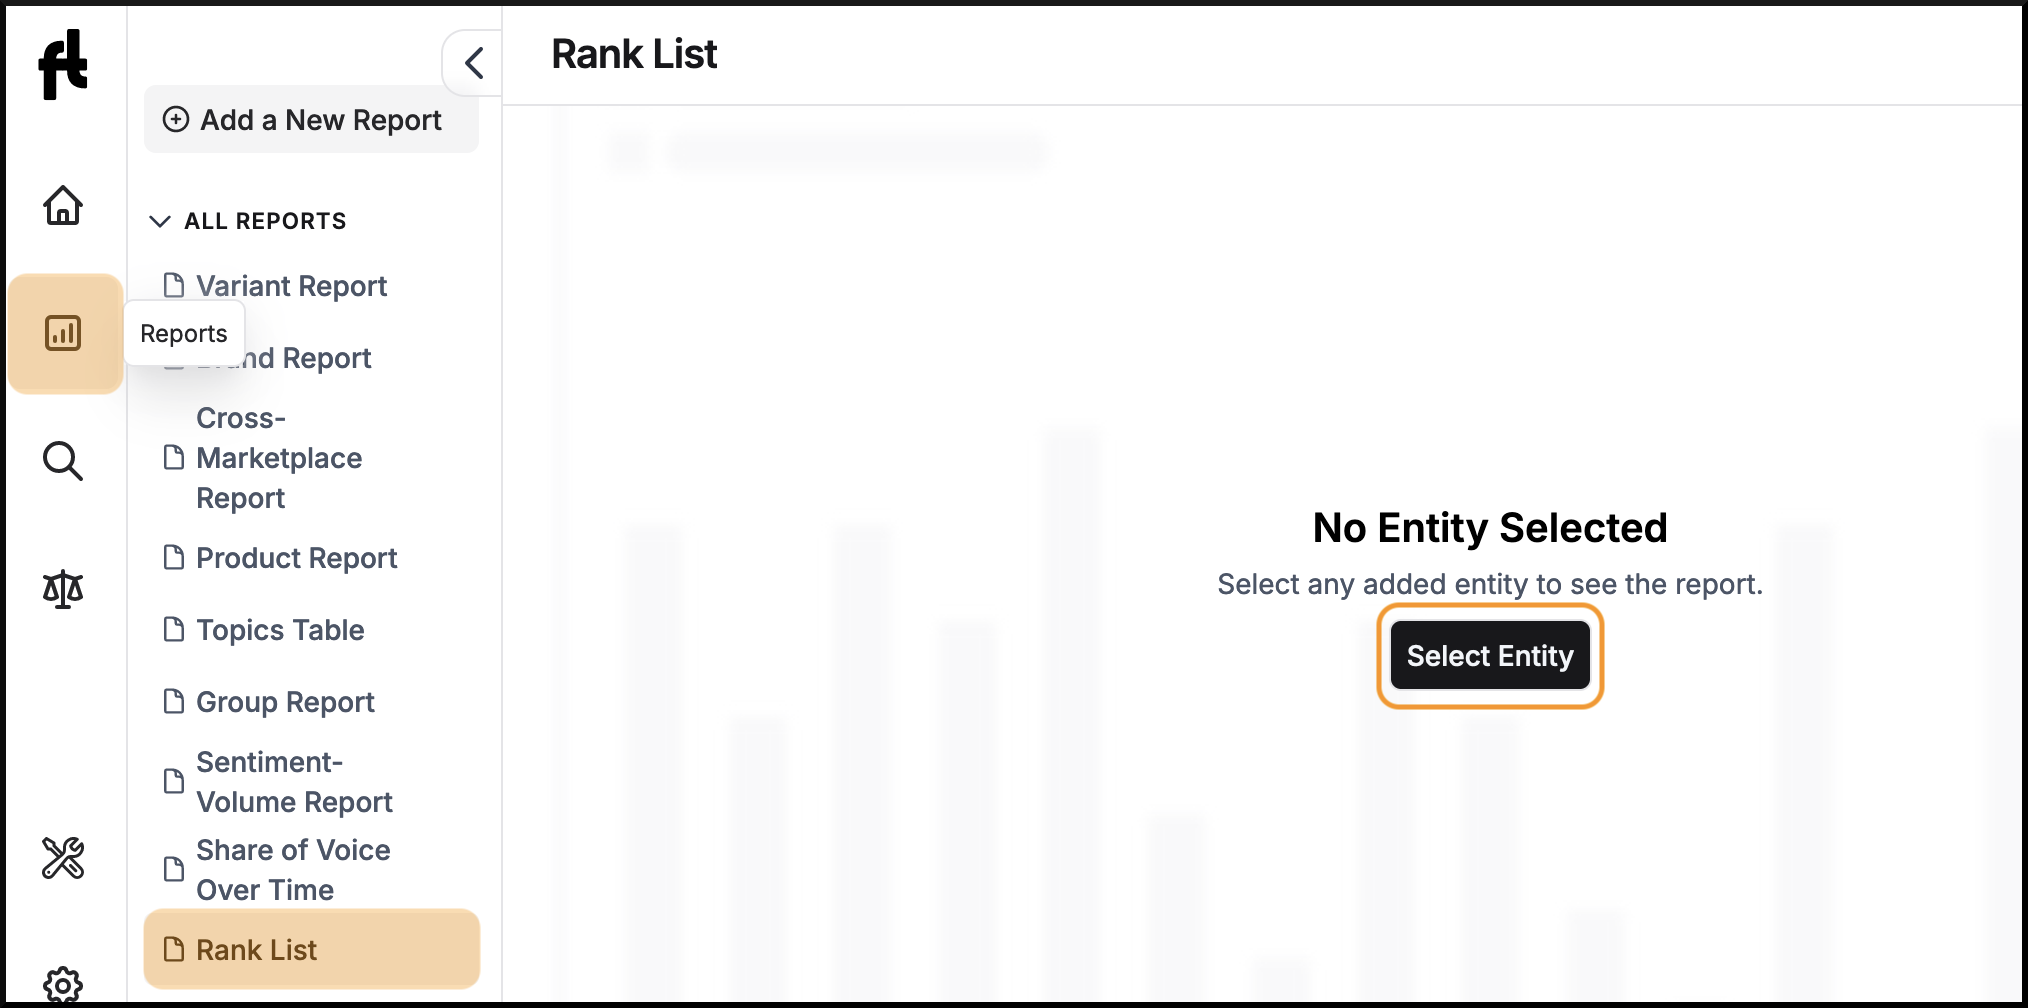 ft
Rank List
Add a New Report
ALL REPORTS
Variant Report
Reports
nd Report
Cross-
Marketplace
Report
Product Report
Topics Table
Group Report
Sentiment-
Volume Report
Share of Voice
Over Time
Rank List
No Entity Selected
Select any added entity to see the report.
Select Entity